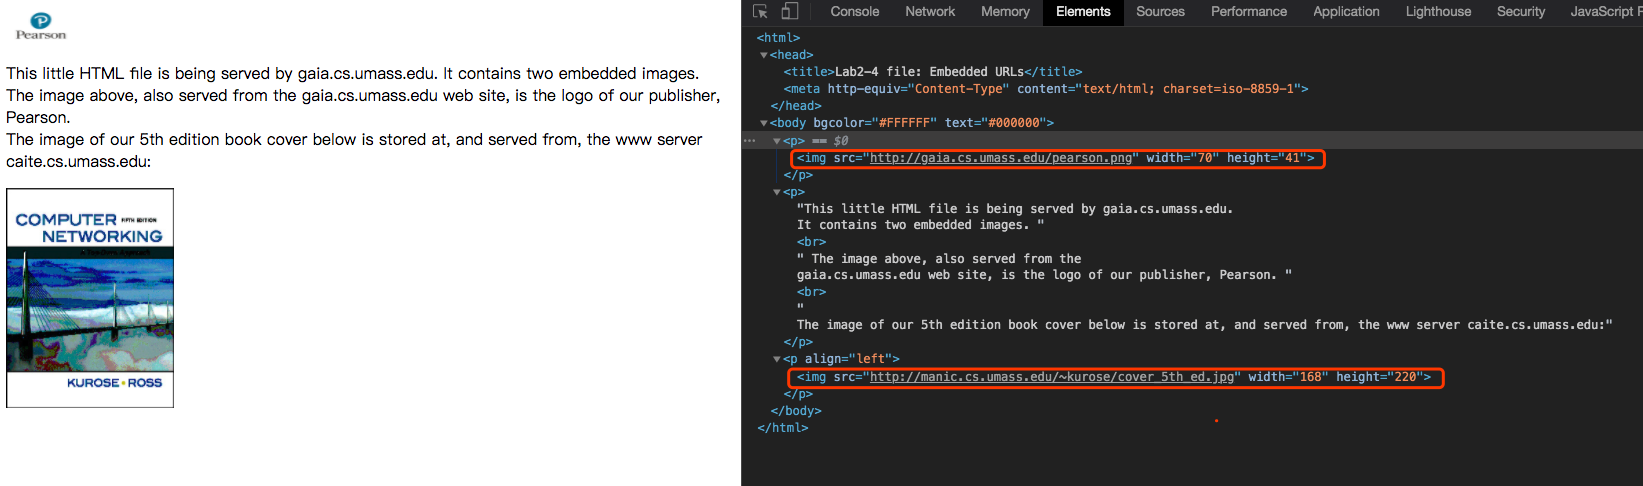 Pearson
This little HTML file is being served by gaia.cs.umass.edu. It contains two embedded images.
The image above, also served from the gaia.cs.umass.edu web site, is the logo of our publisher,
Pearson.
The image of our 5th edition book cover below is stored at, and served from, the www server
caite.cs.umass.edu:
COMPUTER FIFTH EDITION
NETWORKING
KUROSE • ROSS
Console Network Memory Elements Sources Performance Application Lighthouse Security JavaScript P
<html>
▼<head>
<title>Lab2-4 file: Embedded URLs</title>
<meta http-equiv="Content-Type" content="text/html; charset=iso-8859-1">
</head>
▼<body bgcolor="#FFFFFF" text="#000000">
… ▼<p> == $0
<img src="http://gaia.cs.umass.edu/pearson.png" width="70" height="41">
</p>
▼<p>
"This little HTML file is being served by gaia.cs.umass.edu.
It contains two embedded images. "
<br>
" The image above, also served from the
gaia.cs.umass.edu web site, is the logo of our publisher, Pearson. "
<br>
"
The image of our 5th edition book cover below is stored at, and served from, the www server caite.cs.umass.edu:"
</p>
▼<p align="left">
<img src="http://manic.cs.umass.edu/~kurose/cover_5th_ed.jpg" width="168" height="220">
</p>
</body>
</html>